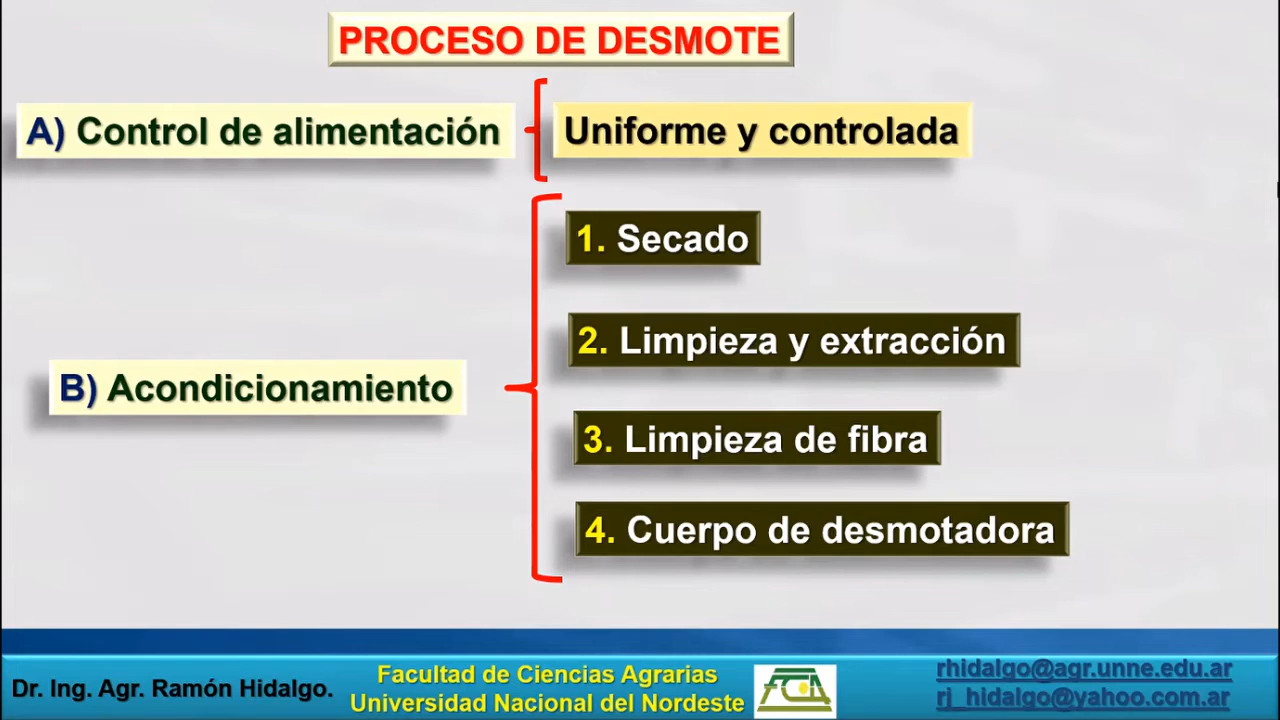 PROCESO DE DESMOTE
A) Control de alimentación
Uniforme y controlada
B) Acondicionamiento
1. Secado
2. Limpieza y extracción
3. Limpieza de fibra
4. Cuerpo de desmotadora
Dr. Ing. Agr. Ramón Hidalgo.
Facultad de Ciencias Agrarias
Universidad Nacional del Nordeste
FCA
rhidalgo@agr.unne.edu.ar
rj_hidalgo@yahoo.com.ar